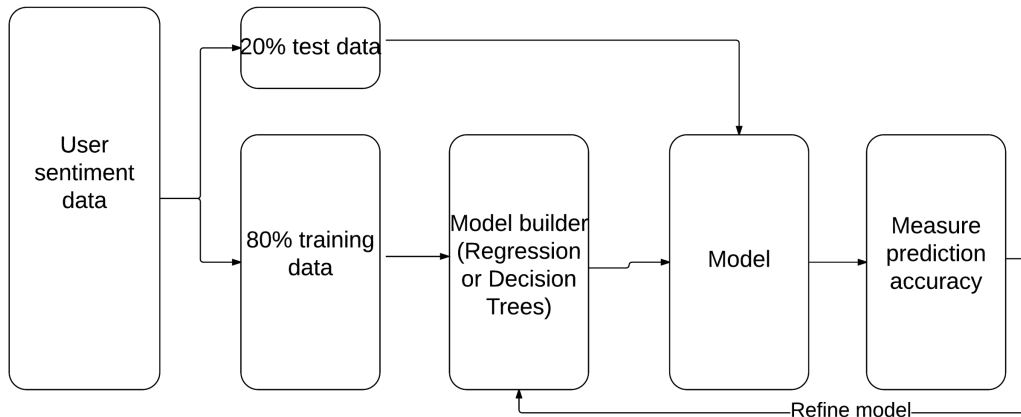 User
sentiment
data
20% test data
80% training
data
Model builder
(Regression
or Decision
Trees)
Model
Measure
prediction
accuracy
Refine model